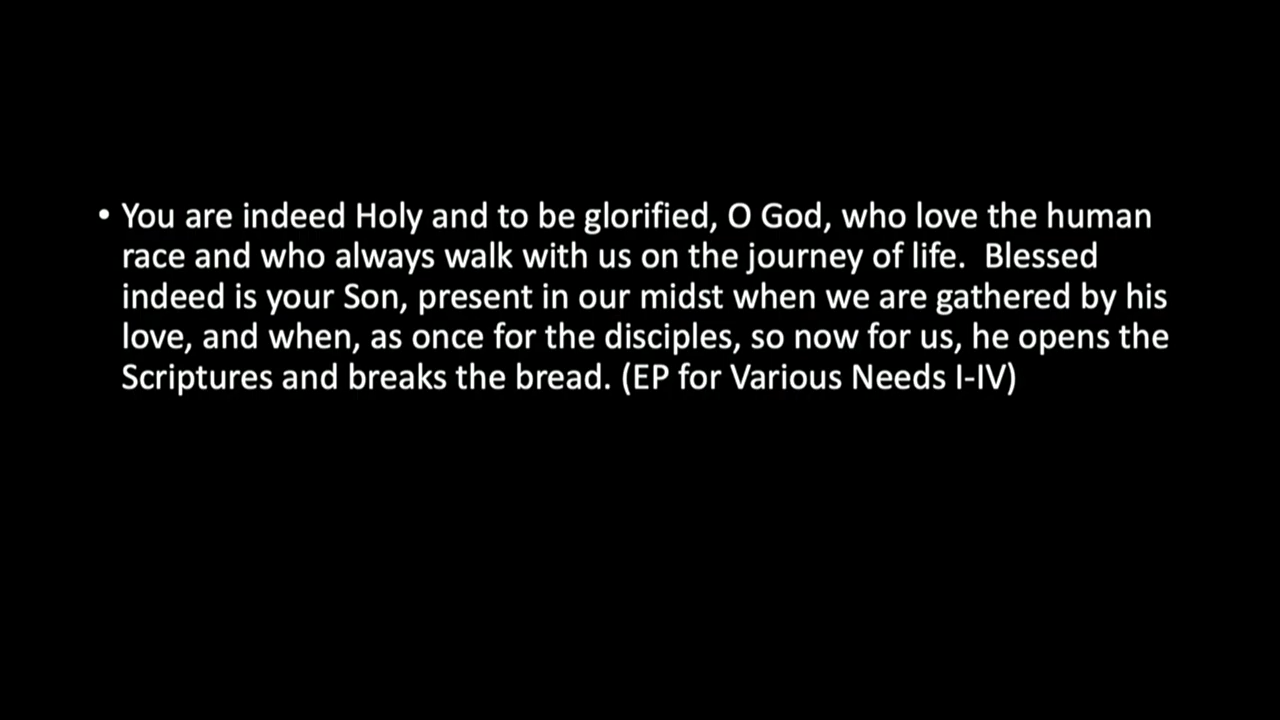 • You are indeed Holy and to be glorified, O God, who love the human
race and who always walk with us on the journey of life.  Blessed
indeed is your Son, present in our midst when we are gathered by his
love, and when, as once for the disciples, so now for us, he opens the
Scriptures and breaks the bread. (EP for Various Needs I-IV)